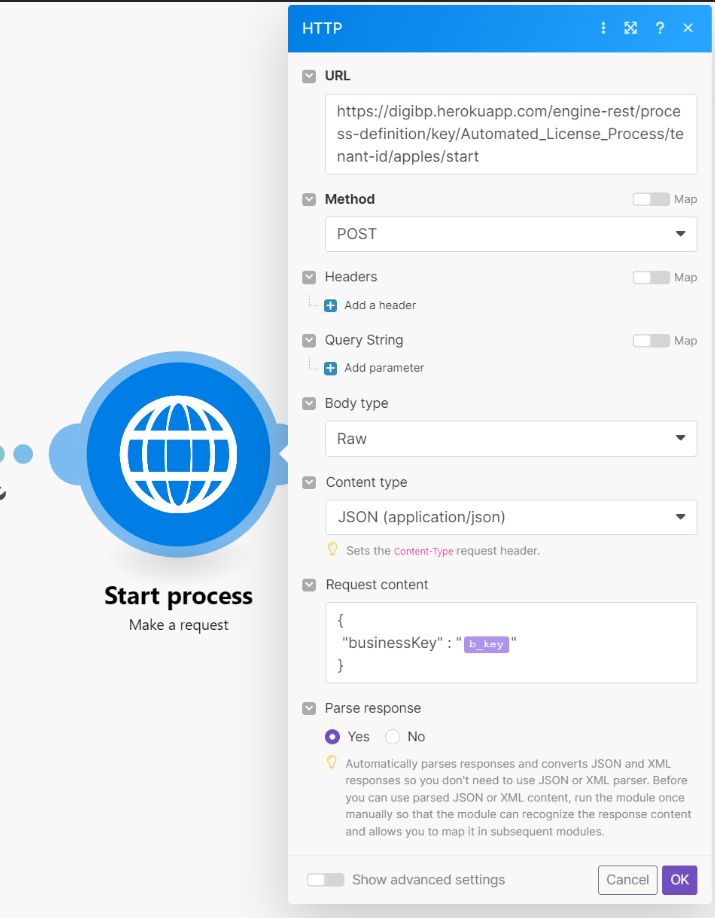 HTTP
?
URL
https://digibp.herokuapp.com/engine-rest/proce
ss-definition/key/Automated_License_Process/te
nant-id/apples/start
Method
Map
POST
Headers
Map
Add a header
Query String
Map
Add parameter
Body type
Raw
Content type
JSON (application/json)
Sets the Content-Type request header.
Request content
{
"businessKey" : "b_key"
}
Parse response
Yes No
Automatically parses responses and converts JSON and XML
responses so you don't need to use JSON or XML parser. Before
you can use parsed JSON or XML content, run the module once
manually so that the module can recognize the response content
and allows you to map it in subsequent modules.
Show advanced settings
Cancel
OK
Start process
Make a request